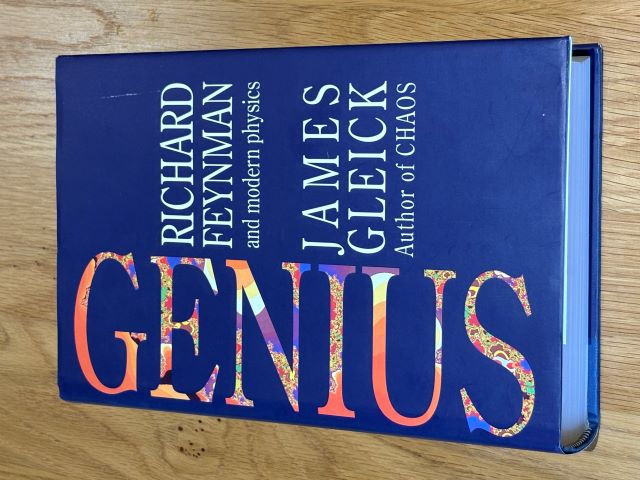 RICHARD
FEYNMAN
and modern physics
JAMES
GLEICK
Author of CHAOS
GENIUS